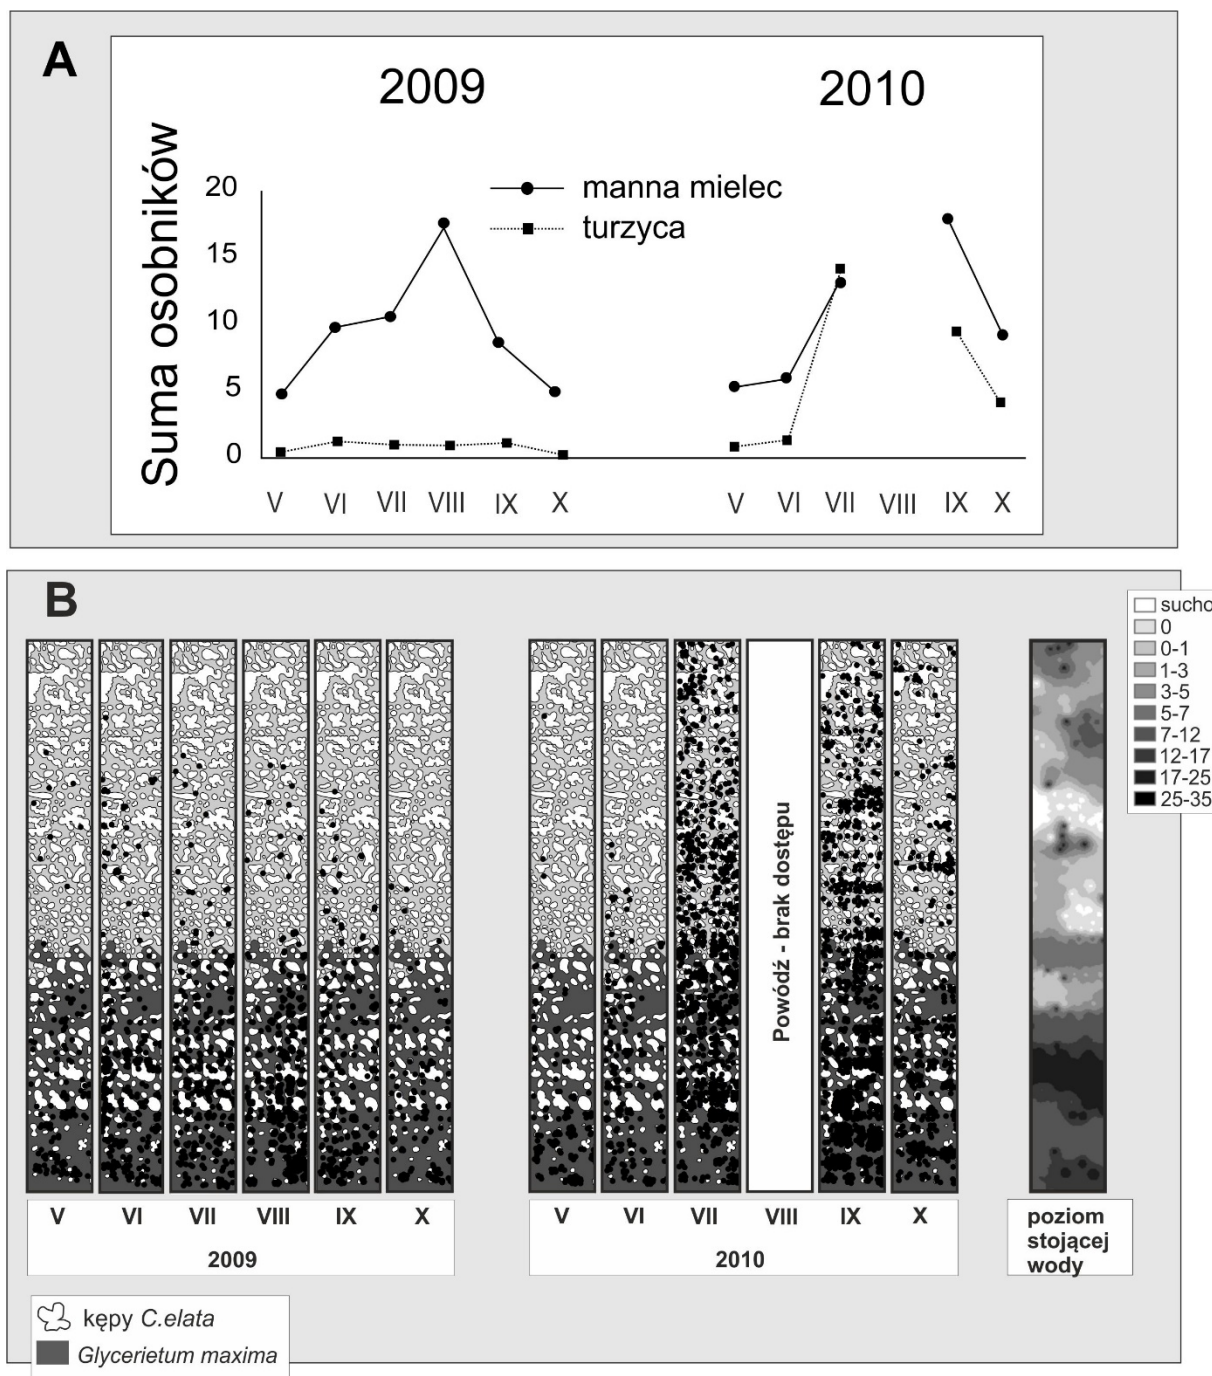 A
2009
2010
Suma osobników
20
15
10
5
0
manna mielec
turzyca
V VI VII VIII IX X
V VI VII VIII IX X
B
sucho
0
0-1
1-3
3-5
5-7
7-12
12-17
17-25
25-35
Powódź - brak dostępu
V VI VII VIII IX X
2009
V VI VII VIII IX X
2010
poziom
stojącej
wody
kępy C.elata
Glycerietum maxima